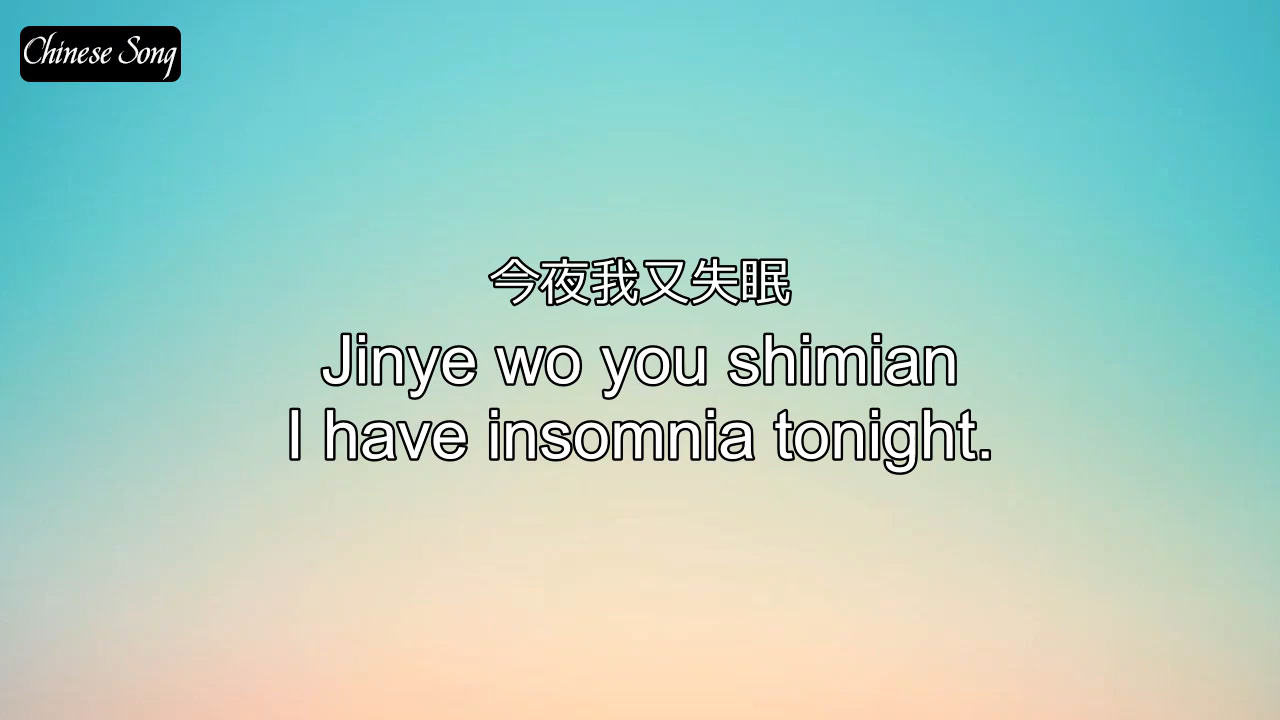 Chinese Song
今夜我又失眠
Jinye wo you shimian
I have insomnia tonight.